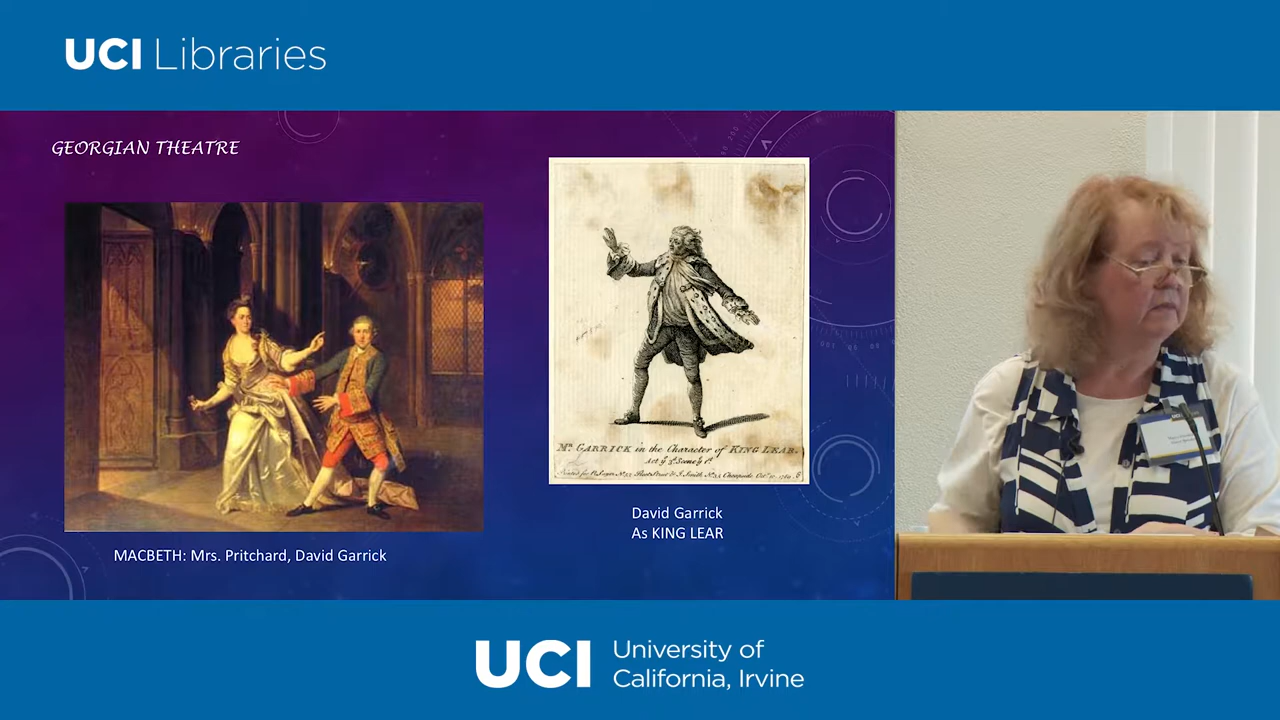 UCI Libraries
GEORGIAN THEATRE
Mr. GARRICK in the Character of KING LEAR.
MACBETH: Mrs. Pritchard, David Garrick
David Garrick
As KING LEAR
UCI University of
California, Irvine